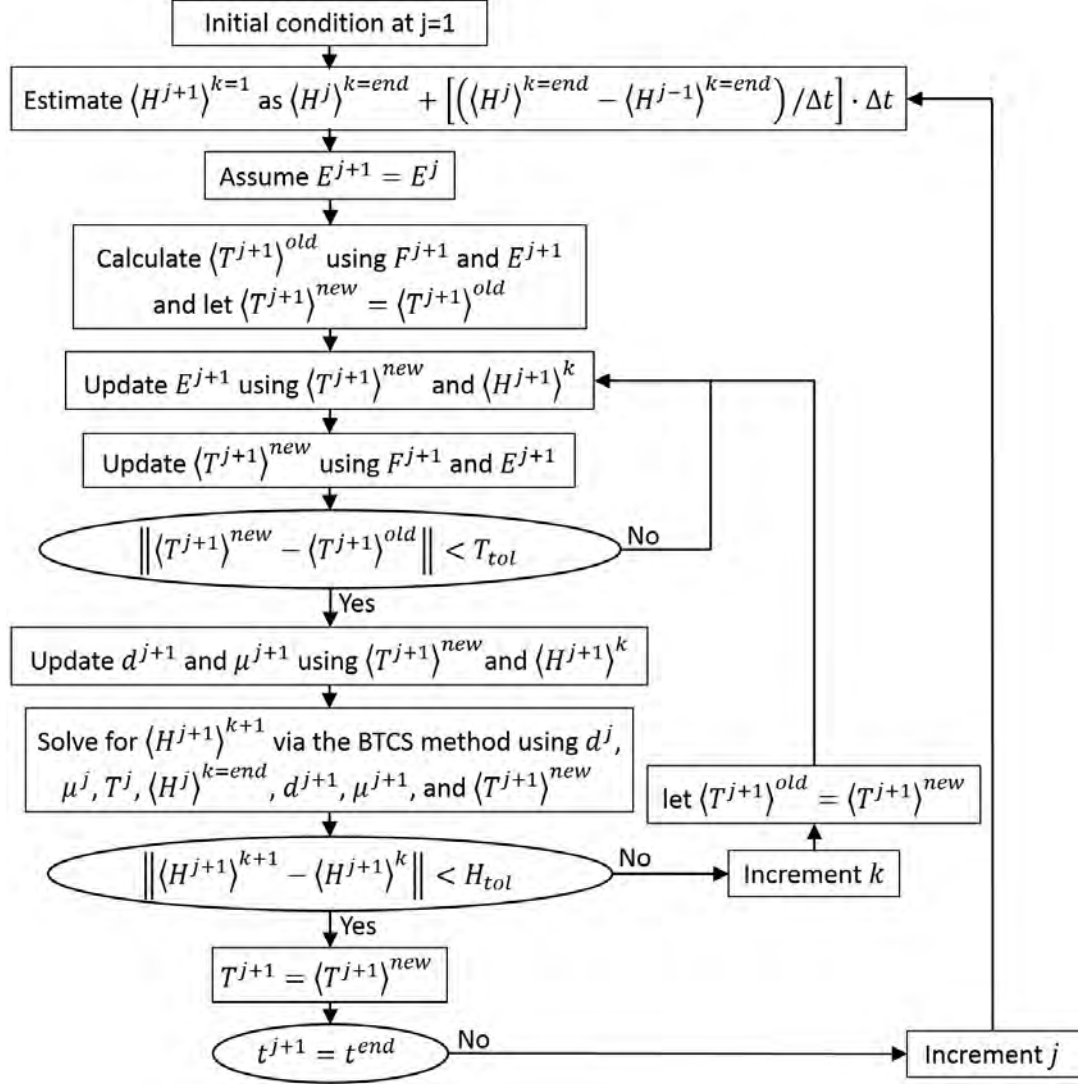 Initial condition at j=1
Estimate ⟨H^{j+1}⟩^{k=1} as ⟨H^{j}⟩^{k=end} + [(⟨H^{j}⟩^{k=end} − ⟨H^{j−1}⟩^{k=end}) /Δt] · Δt
Assume E^{j+1} = E^{j}
Calculate ⟨T^{j+1}⟩^{old} using F^{j+1} and E^{j+1}
and let ⟨T^{j+1}⟩^{new} = ⟨T^{j+1}⟩^{old}
Update E^{j+1} using ⟨T^{j+1}⟩^{new} and ⟨H^{j+1}⟩^{k}
Update ⟨T^{j+1}⟩^{new} using F^{j+1} and E^{j+1}
‖⟨T^{j+1}⟩^{new} − ⟨T^{j+1}⟩^{old}‖ < T_{tol}
No
Yes
Update d^{j+1} and μ^{j+1} using ⟨T^{j+1}⟩^{new} and ⟨H^{j+1}⟩^{k}
Solve for ⟨H^{j+1}⟩^{k+1} via the BTCS method using d^{j},
μ^{j}, T^{j}, ⟨H^{j}⟩^{k=end}, d^{j+1}, μ^{j+1}, and ⟨T^{j+1}⟩^{new}
let ⟨T^{j+1}⟩^{old} = ⟨T^{j+1}⟩^{new}
‖⟨H^{j+1}⟩^{k+1} − ⟨H^{j+1}⟩^{k}‖ < H_{tol}
No
Increment k
Yes
T^{j+1} = ⟨T^{j+1}⟩^{new}
t^{j+1} = t^{end}
No
Increment j